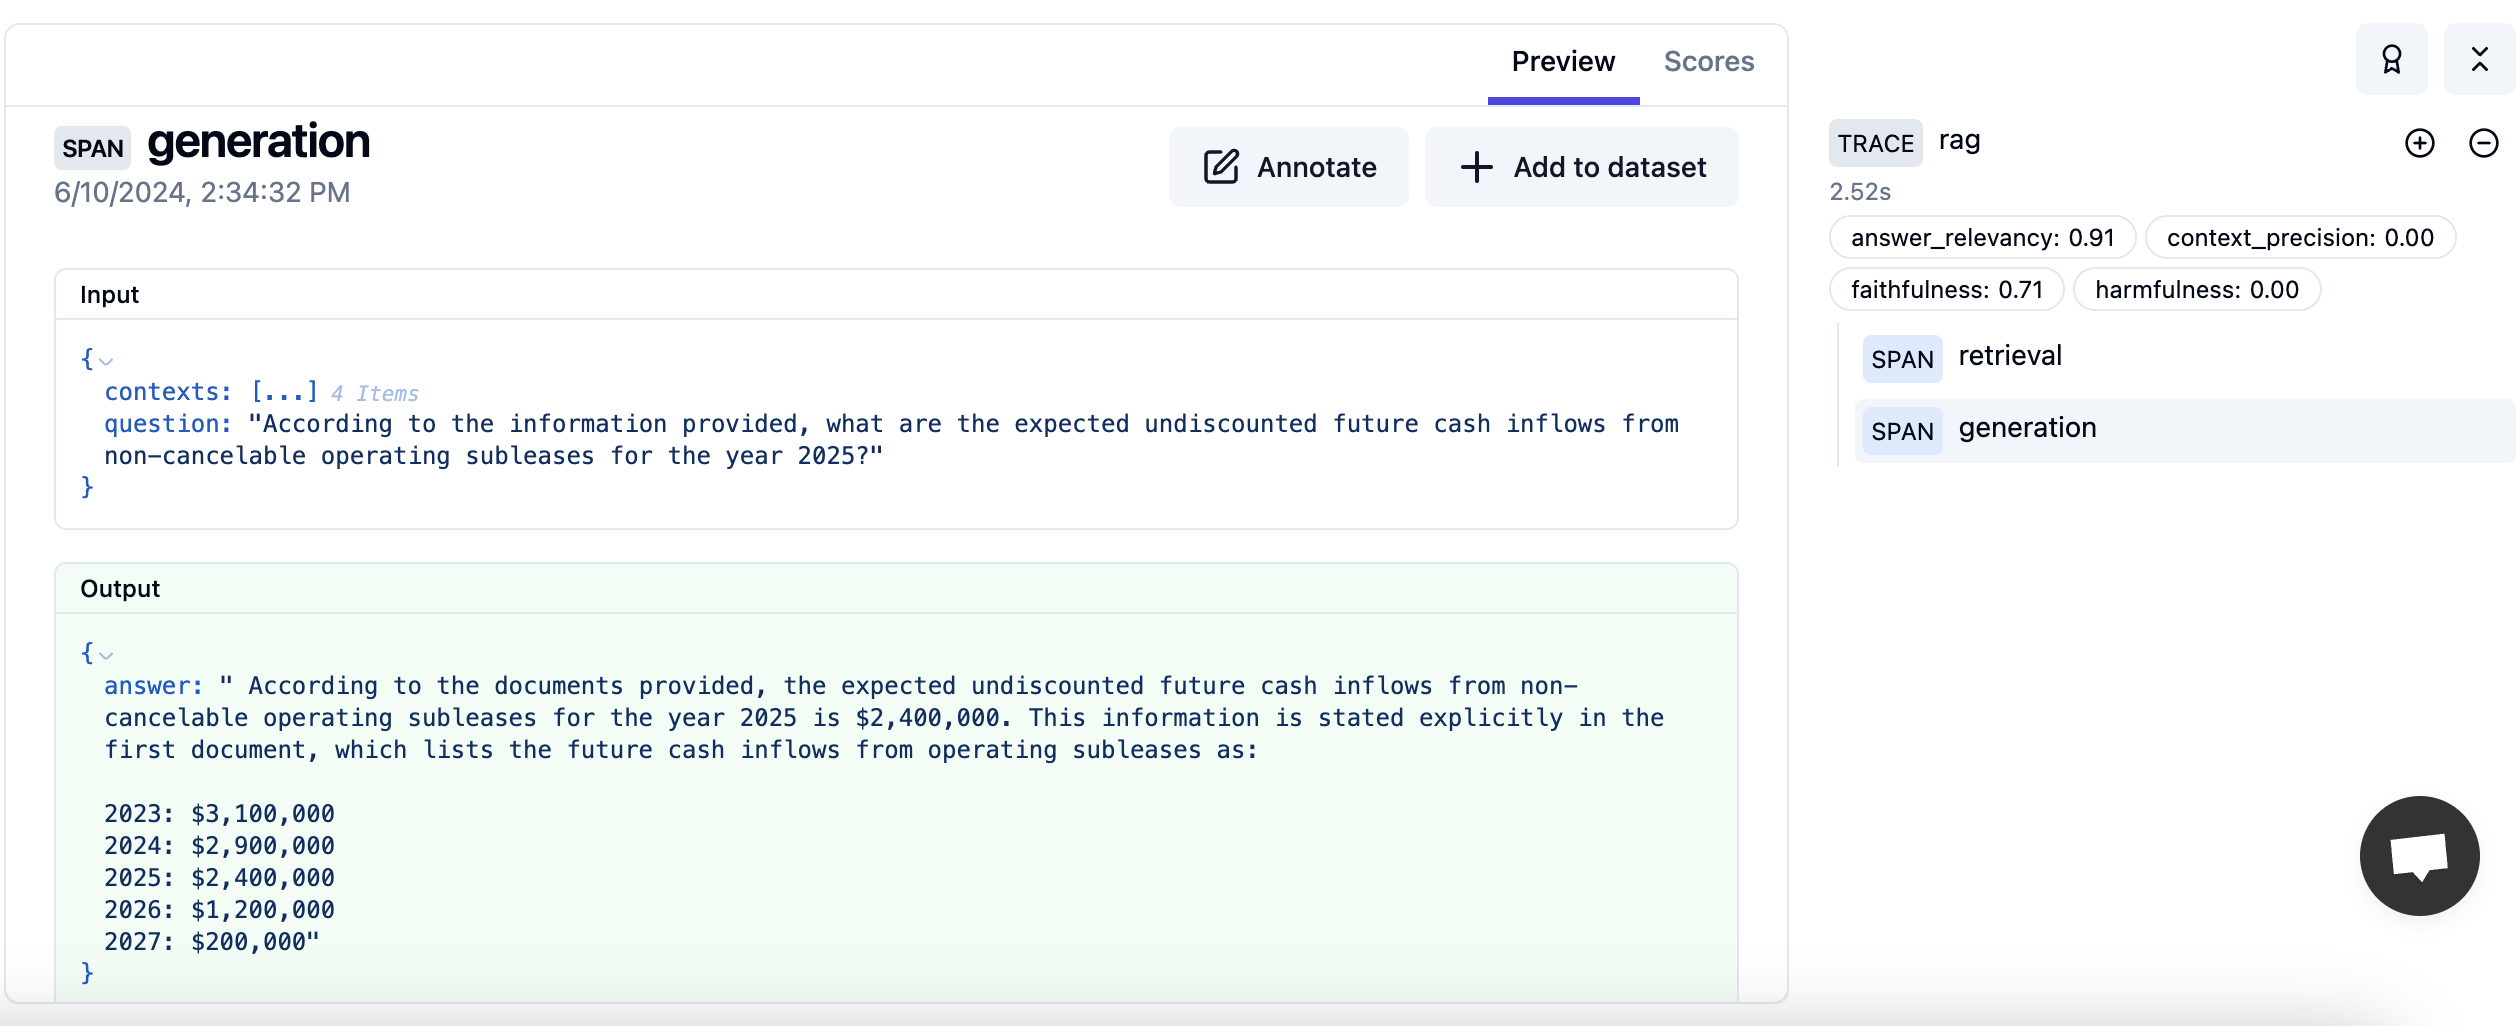 Preview Scores
SPAN generation
6/10/2024, 2:34:32 PM
Annotate
Add to dataset
Input
{
contexts: [...] 4 Items
question: "According to the information provided, what are the expected undiscounted future cash inflows from
non-cancelable operating subleases for the year 2025?"
}
Output
{
answer: " According to the documents provided, the expected undiscounted future cash inflows from non-
cancelable operating subleases for the year 2025 is $2,400,000. This information is stated explicitly in the
first document, which lists the future cash inflows from operating subleases as:
2023: $3,100,000
2024: $2,900,000
2025: $2,400,000
2026: $1,200,000
2027: $200,000"
}
TRACE rag
2.52s
answer_relevancy: 0.91 context_precision: 0.00
faithfulness: 0.71 harmfulness: 0.00
SPAN retrieval
SPAN generation